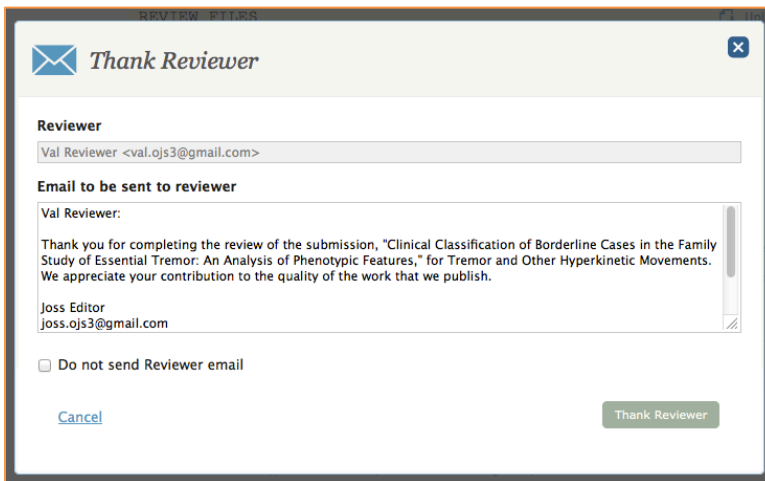 REVIEW FILES
Thank Reviewer
Reviewer
Val Reviewer <val.ojs3@gmail.com>
Email to be sent to reviewer
Val Reviewer:
Thank you for completing the review of the submission, "Clinical Classification of Borderline Cases in the Family
Study of Essential Tremor: An Analysis of Phenotypic Features," for Tremor and Other Hyperkinetic Movements.
We appreciate your contribution to the quality of the work that we publish.
Joss Editor
joss.ojs3@gmail.com
Do not send Reviewer email
Cancel
Thank Reviewer